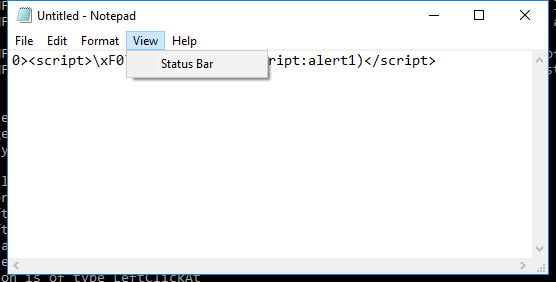 Untitled - Notepad
File Edit Format View Help
0><script>\xF0 ript:alert1)</script>
Status Bar
on is of type LeftClickAt